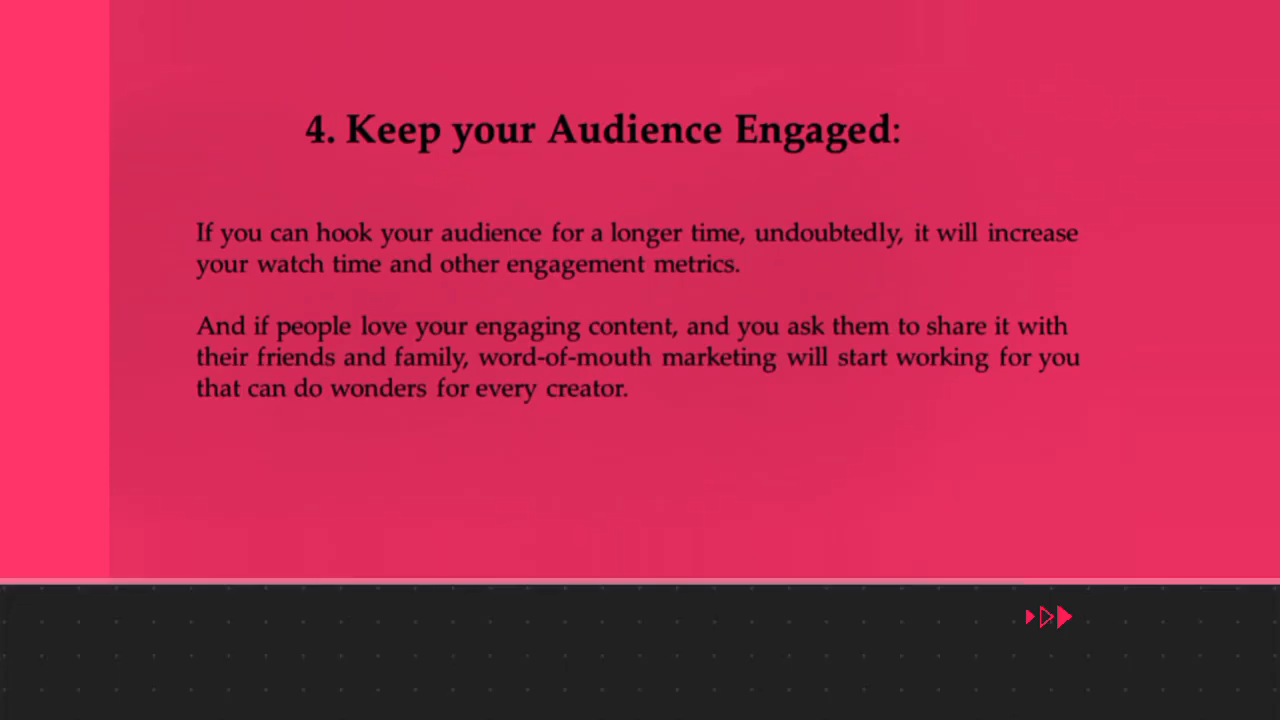 4. Keep your Audience Engaged:
If you can hook your audience for a longer time, undoubtedly, it will increase
your watch time and other engagement metrics.
And if people love your engaging content, and you ask them to share it with
their friends and family, word-of-mouth marketing will start working for you
that can do wonders for every creator.